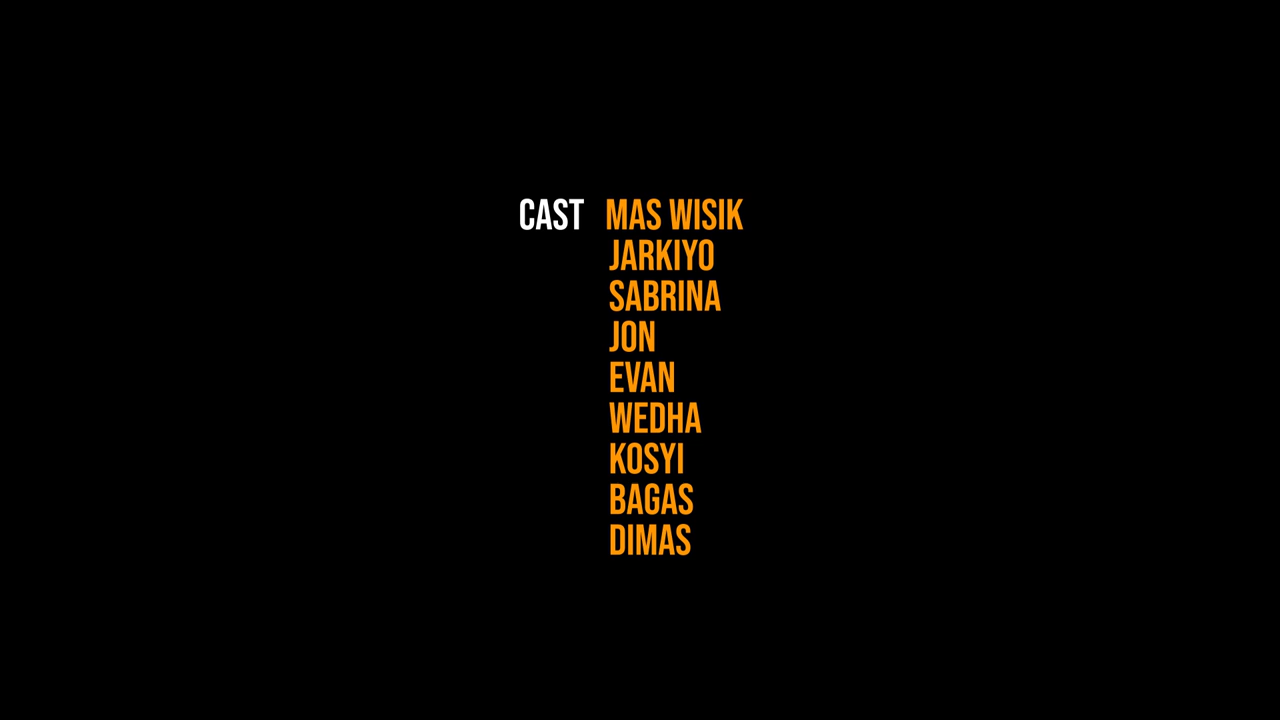 CAST MAS WISIK
JARKIYO
SABRINA
JON
EVAN
WEDHA
KOSYI
BAGAS
DIMAS